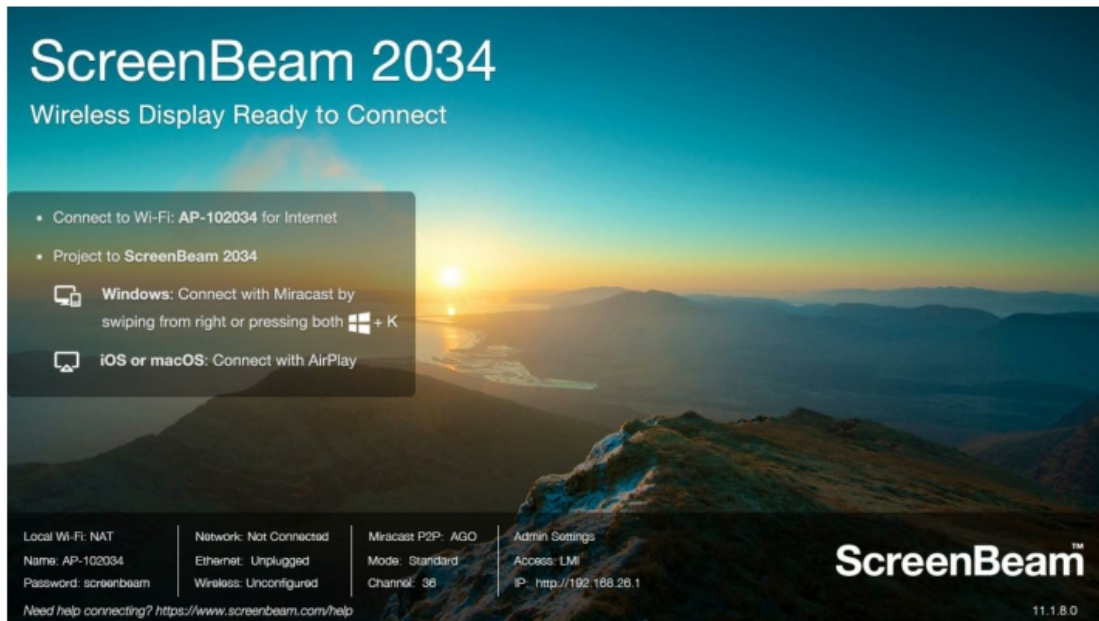 ScreenBeam 2034
Wireless Display Ready to Connect
• Connect to Wi-Fi: AP-102034 for Internet
• Project to ScreenBeam 2034
Windows: Connect with Miracast by
swiping from right or pressing both + K
iOS or macOS: Connect with AirPlay
Local Wi-Fi: NAT
Name: AP-102034
Password: screenbeam
Network: Not Connected
Ethernet: Unplugged
Wireless: Unconfigured
Miracast P2P: AGO
Mode: Standard
Channel: 36
Admin Settings
Access: LMI
IP: http://192.168.26.1
Need help connecting? https://www.screenbeam.com/help
ScreenBeam™
11.1.8.0